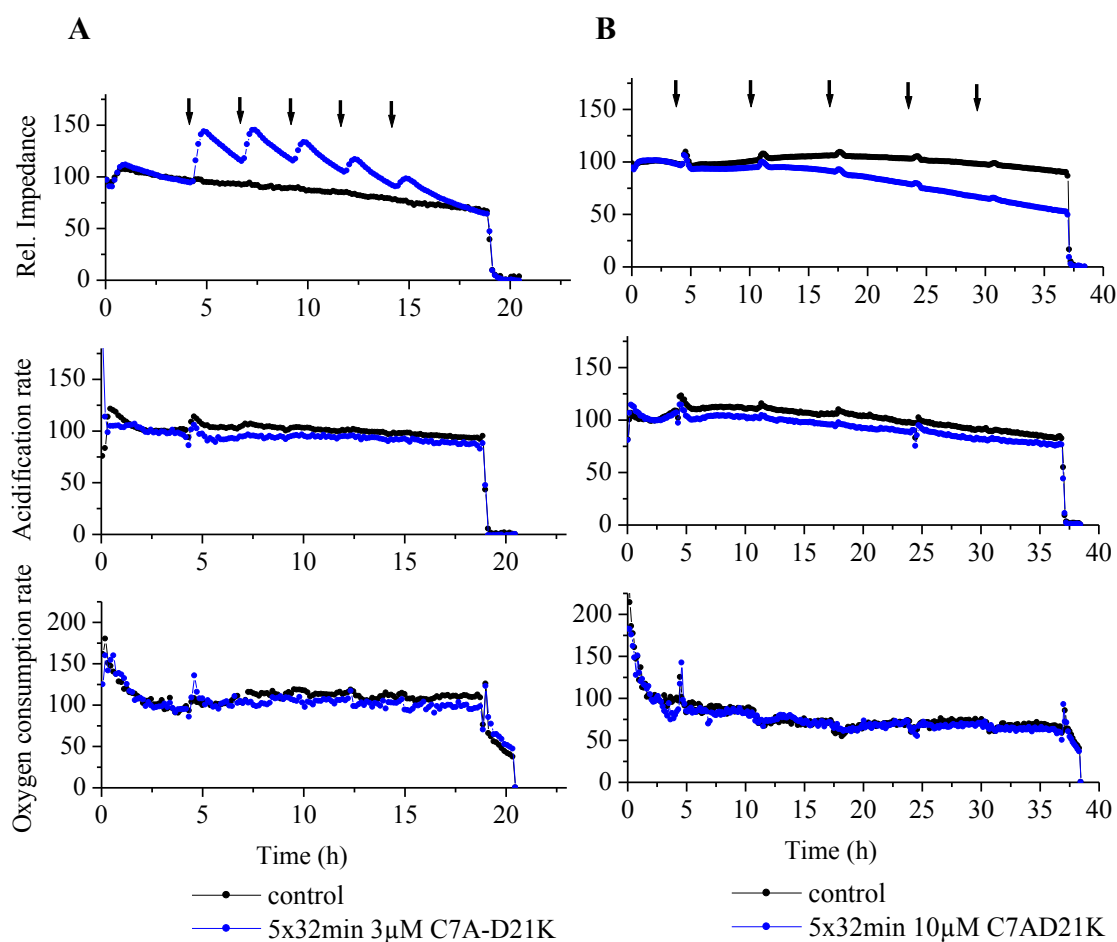 A
B
Rel. Impedance
150
100
50
0
0 5 10 15 20
150
100
50
0
0 5 10 15 20 25 30 35 40
Acidification rate
150
100
50
0
0 5 10 15 20
150
100
50
0
0 5 10 15 20 25 30 35 40
Oxygen consumption rate
200
150
100
50
0
0 5 10 15 20
200
150
100
50
0
0 5 10 15 20 25 30 35 40
Time (h)
Time (h)
control
5x32min 3µM C7A-D21K
control
5x32min 10µM C7AD21K